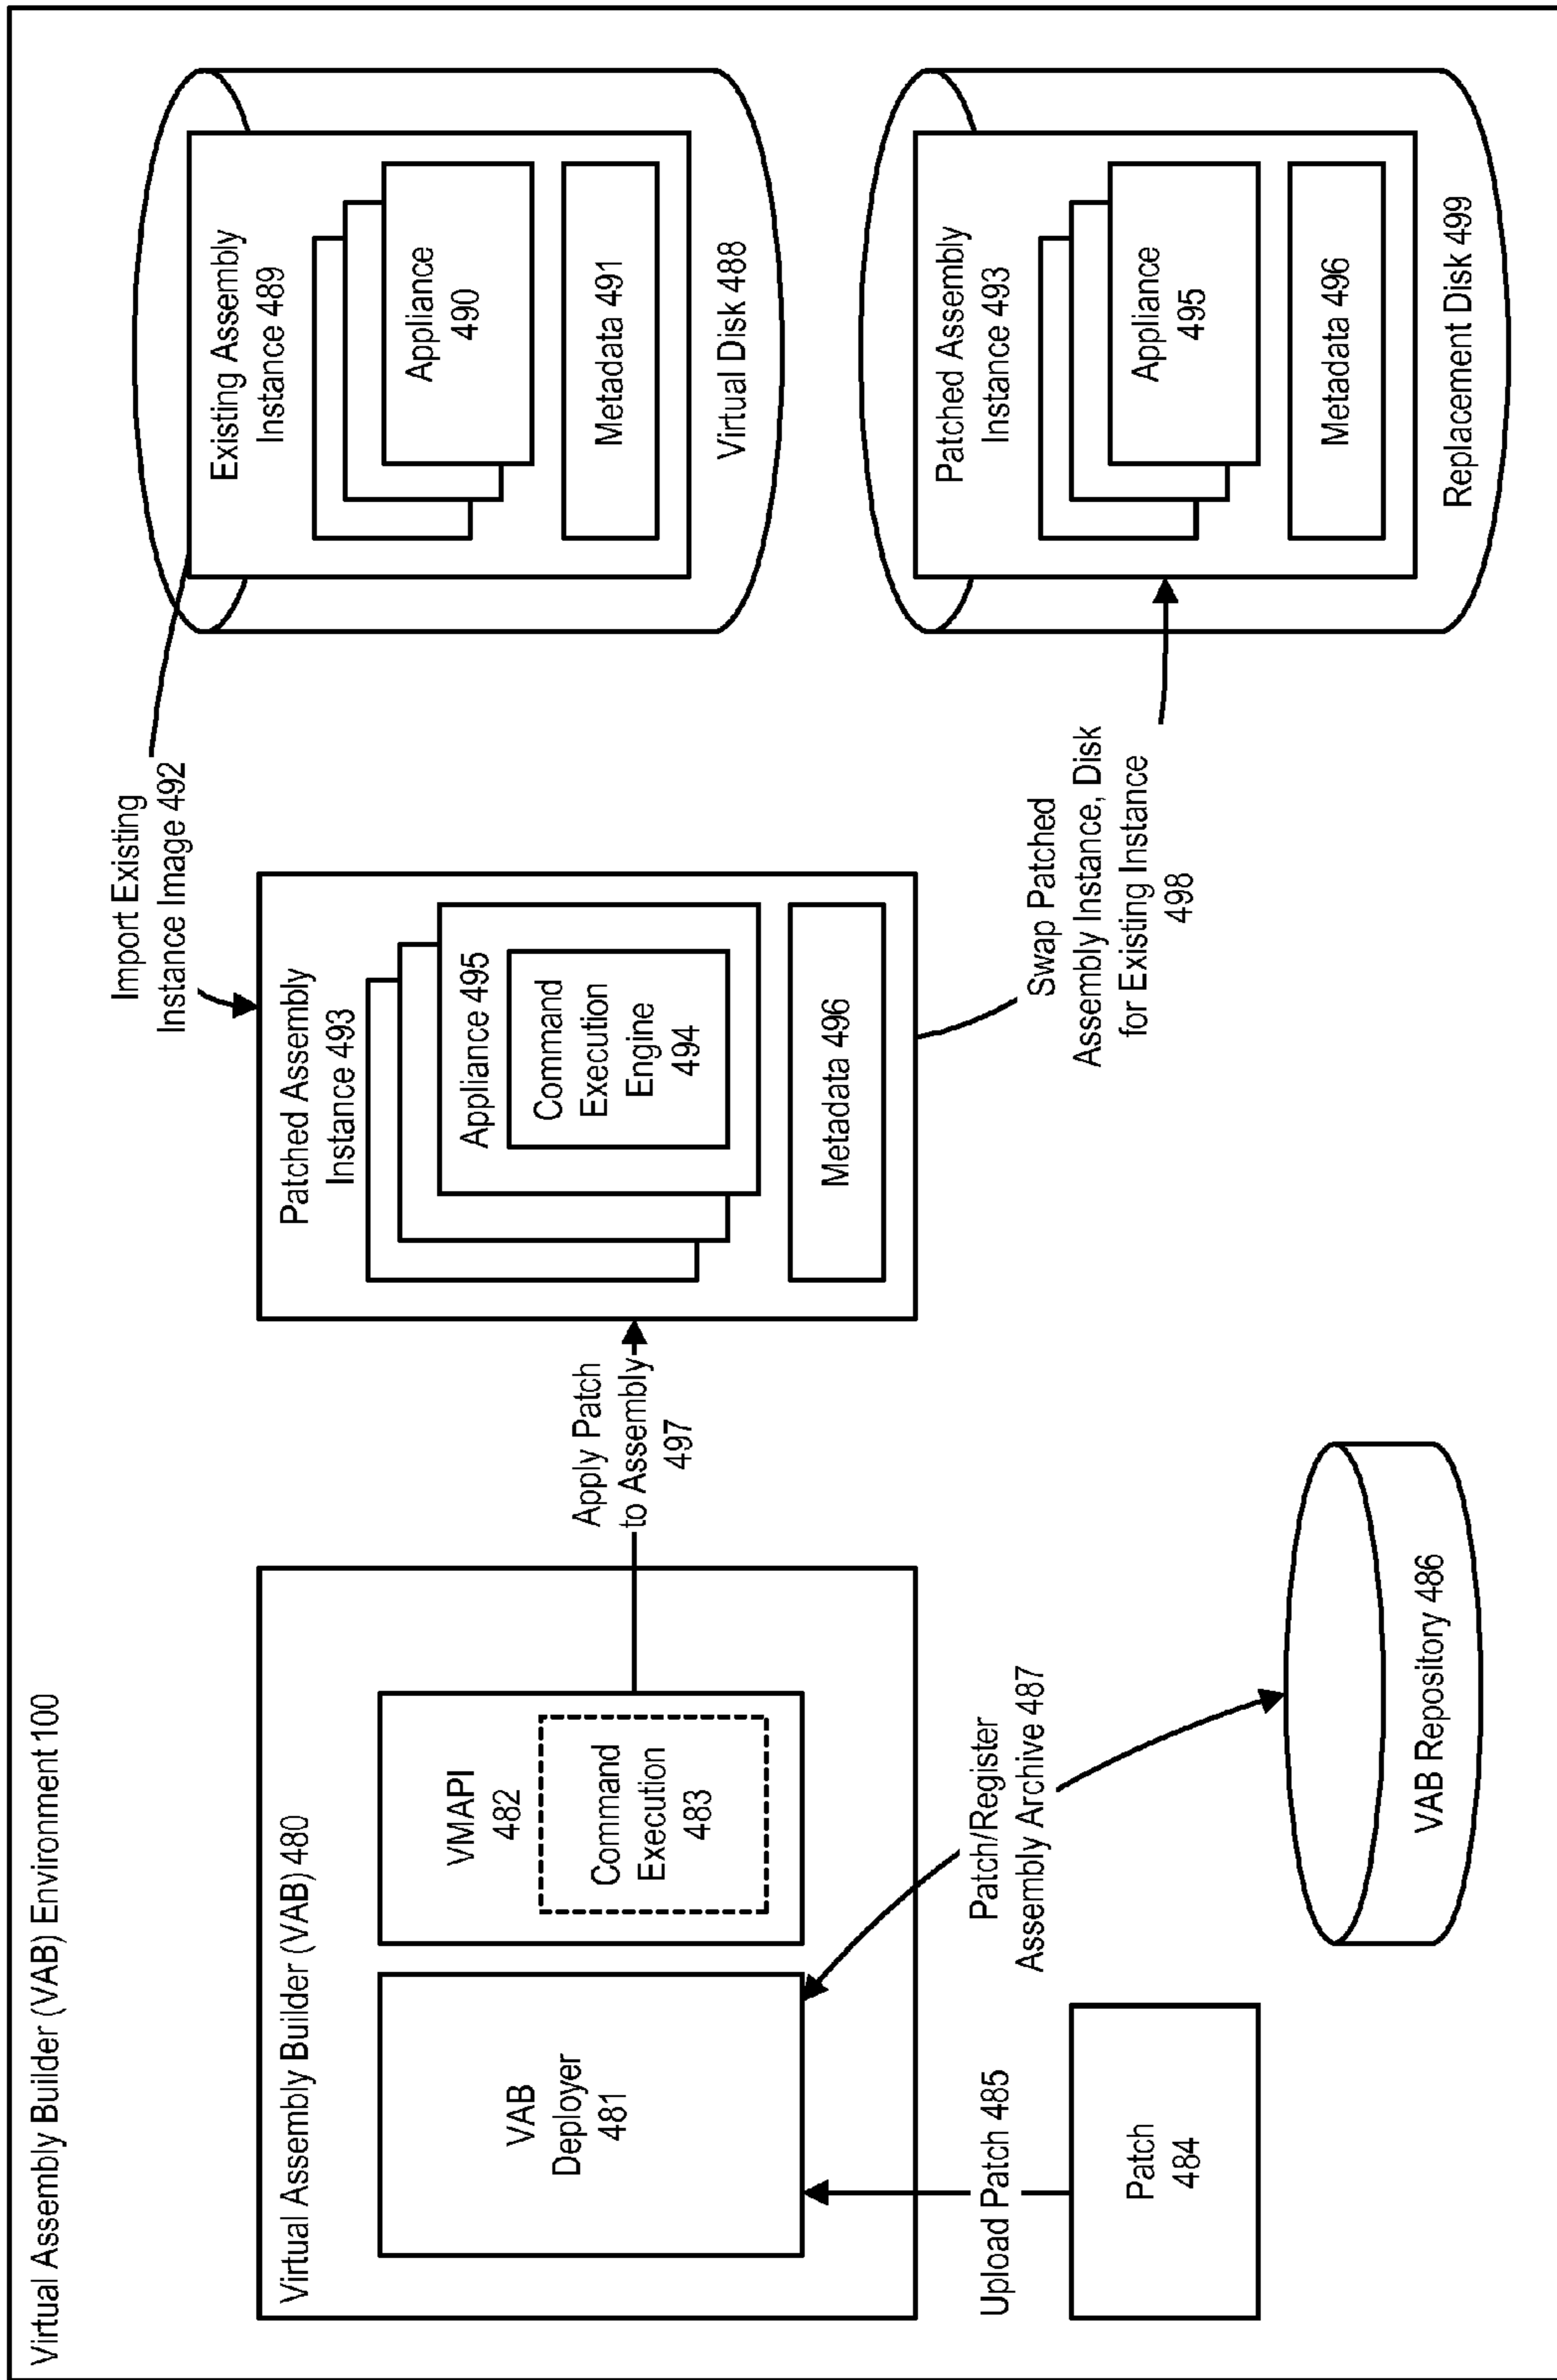 Virtual Assembly Builder (VAB) Environment 100
Virtual Assembly Builder (VAB) 480
VAB
Deployer
481
VMAPI
482
Command
Execution
483
Upload Patch 485
Patch
484
Patch/Register
Assembly Archive 487
VAB Repository 486
Apply Patch
to Assembly
497
Patched Assembly
Instance 493
Appliance 495
Command
Execution
Engine
494
Metadata 496
Import Existing
Instance Image 492
Swap Patched
Assembly Instance, Disk
for Existing Instance
498
Existing Assembly
Instance 489
Appliance
490
Metadata 491
Virtual Disk 488
Patched Assembly
Instance 493
Appliance
495
Metadata 496
Replacement Disk 499